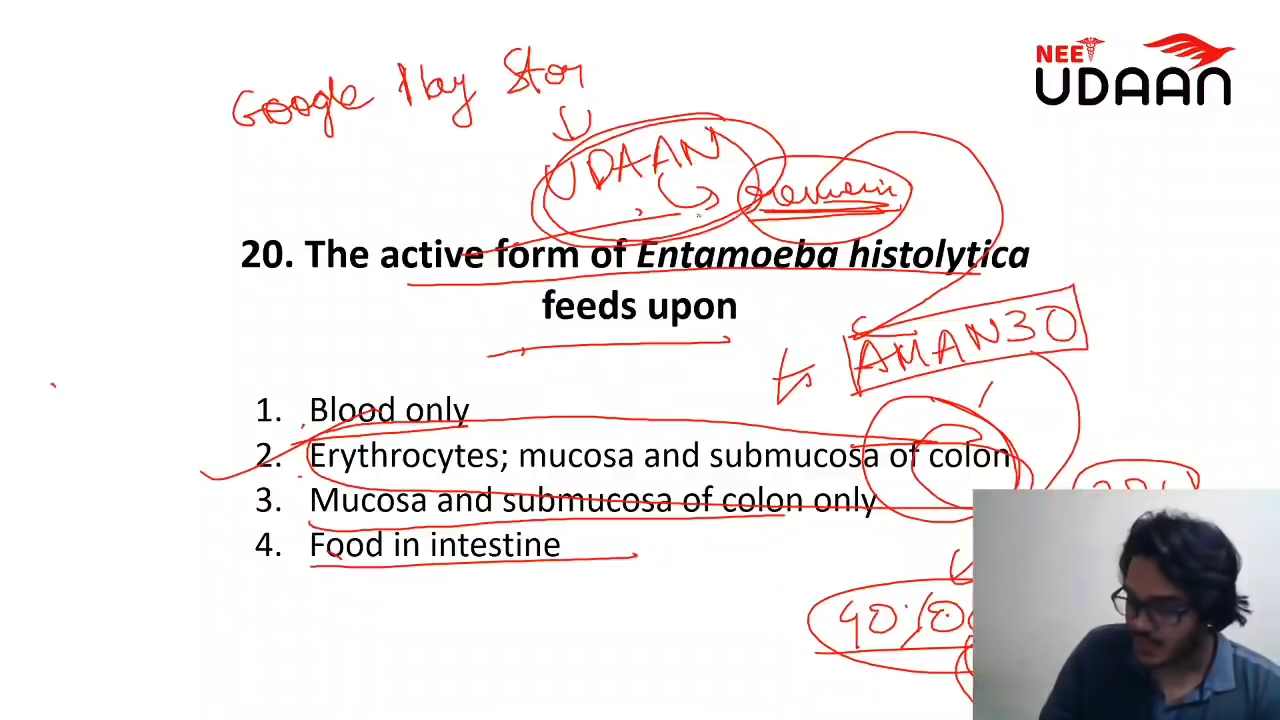 NEET
UDAAN
Google Play Stor
UDAAN
20. The active form of Entamoeba histolytica
feeds upon
AMAN30
1. Blood only
2. Erythrocytes; mucosa and submucosa of colon
3. Mucosa and submucosa of colon only
4. Food in intestine